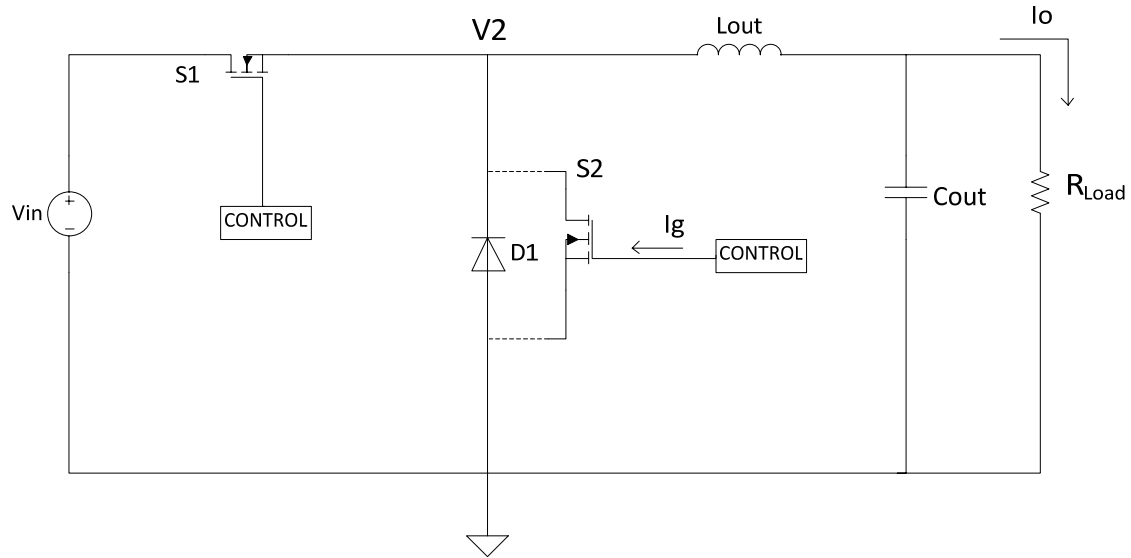 V2
Lout
Io
S1
S2
Vin
+
−
CONTROL
Ig
D1
CONTROL
Cout
RLoad